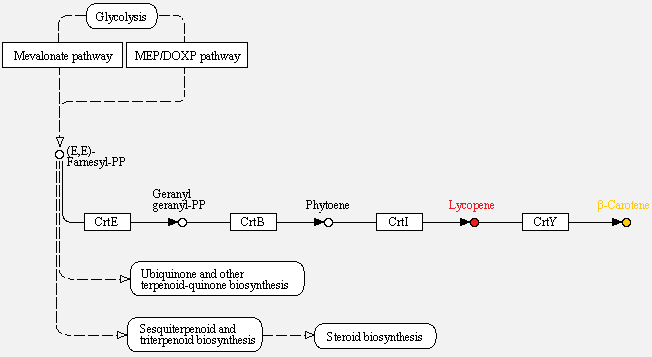 Glycolysis
Mevalonate pathway
MEP/DOXP pathway
(E,E)-
Farnesyl-PP
Geranyl
geranyl-PP
Phytoene
Lycopene
β-Carotene
CrtE
CrtB
CrtI
CrtY
Ubiquinone and other
terpenoid-quinone biosynthesis
Sesquiterpenoid and
triterpenoid biosynthesis
Steroid biosynthesis